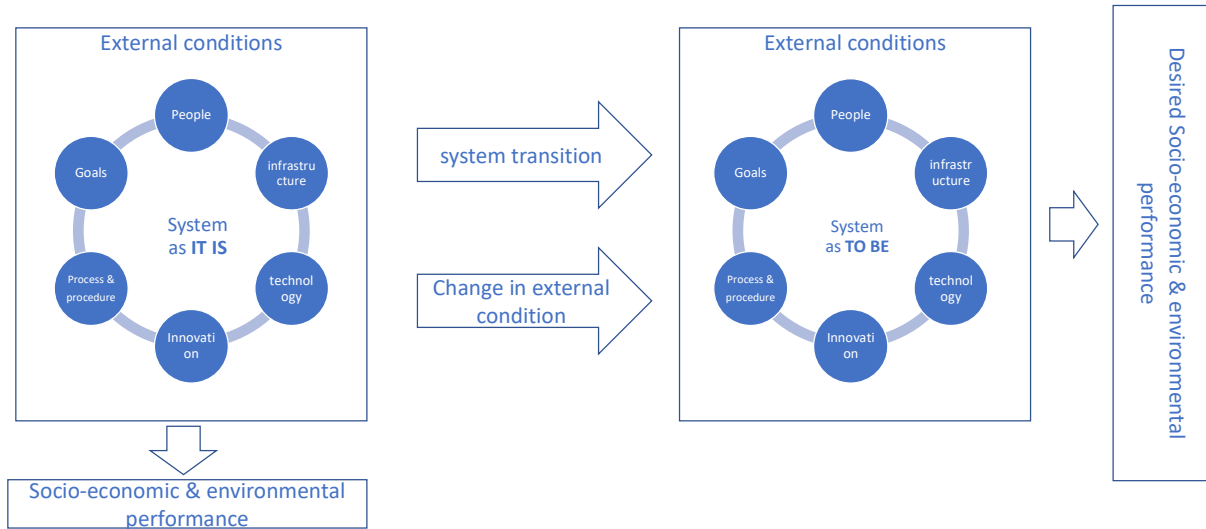 External conditions
People
infrastru
cture
technol
ogy
Innovati
on
Process &
procedure
Goals
System
as IT IS
Socio-economic & environmental
performance
system transition
Change in external
condition
External conditions
People
infrastr
ucture
technol
ogy
Innovati
on
Process &
procedure
Goals
System
as TO BE
Desired Socio-economic & environmental
performance